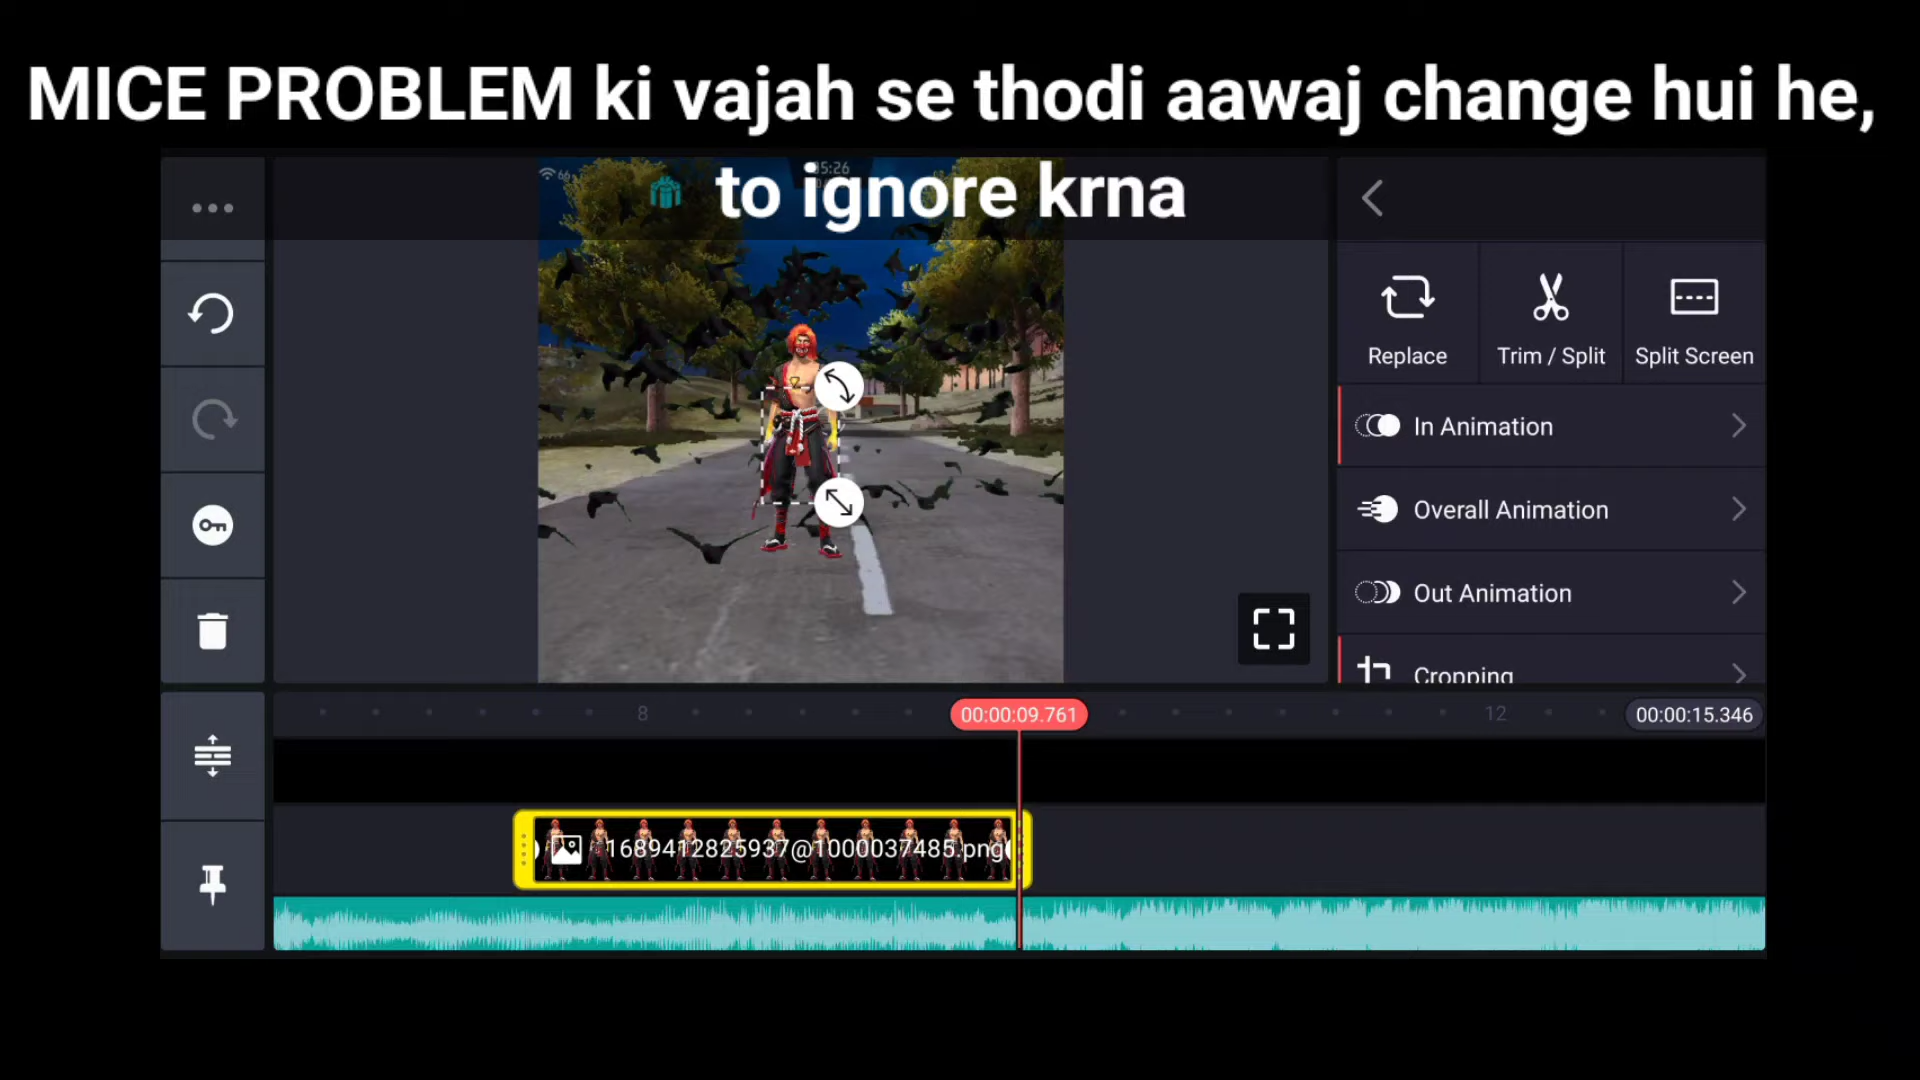 MICE PROBLEM ki vajah se thodi aawaj change hui he,
to ignore krna
Replace
Trim / Split
Split Screen
In Animation
Overall Animation
Out Animation
Cropping
8
00:00:09.761
12
00:00:15.346
1689412825937@1000037485.png